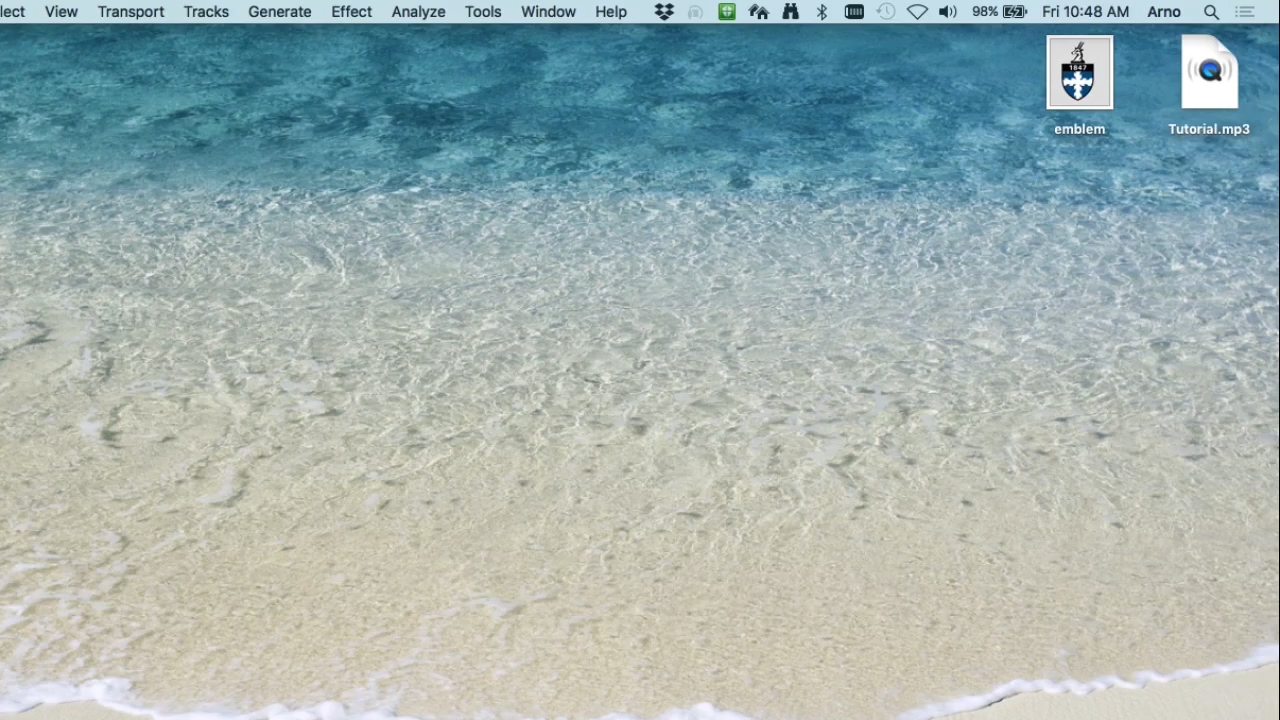 lect View Transport Tracks Generate Effect Analyze Tools Window Help 98% Fri 10:48 AM Arno
1847
emblem Tutorial.mp3